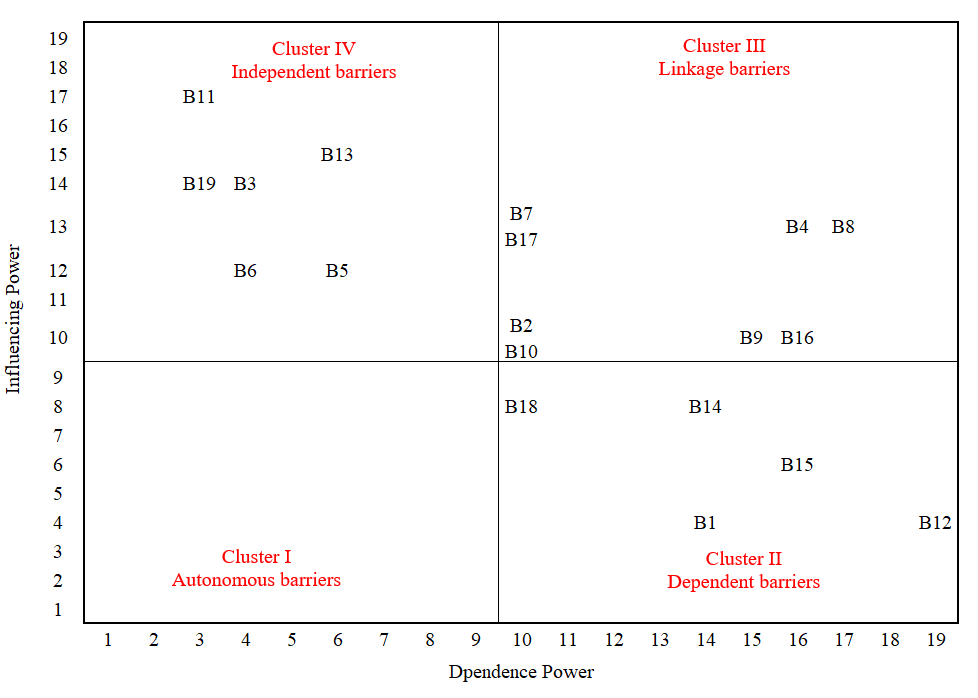 19
Cluster IV
Cluster III
18
Independent barriers
Linkage barriers
17
B11
16
15
B13
14
B19 B3
B7
13
B4 B8
B17
12
B6 B5
11
B2
10
B9 B16
B10
9
8
B18 B14
7
6
B15
5
4
B1 B12
3
Cluster I
Cluster II
2
Autonomous barriers
Dependent barriers
1
Influencing Power
1 2 3 4 5 6 7 8 9 10 11 12 13 14 15 16 17 18 19
Dpendence Power